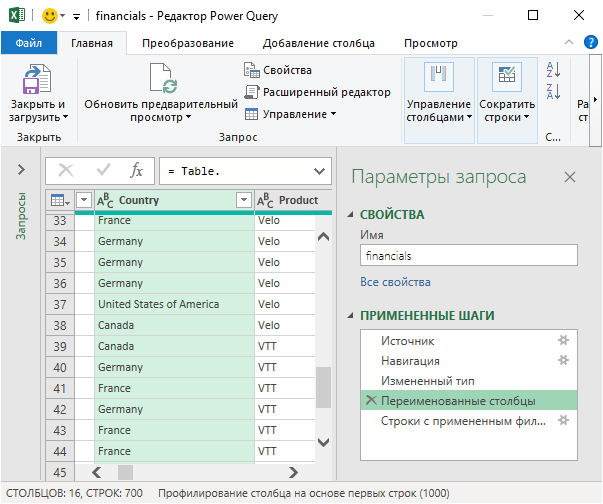 financials - Редактор Power Query
Файл Главная Преобразование Добавление столбца Просмотр
Закрыть и загрузить
Обновить предварительный просмотр
Свойства
Расширенный редактор
Управление
Управление столбцами
Сократить строки
Ра
ст
Закрыть Запрос С...
Запросы
fx = Table.
Country Product
33 France Velo
34 Germany Velo
35 Germany Velo
36 Germany Velo
37 United States of America Velo
38 Canada Velo
39 Canada VTT
40 Germany VTT
41 France VTT
42 Germany VTT
43 France VTT
44 France VTT
45
Параметры запроса
СВОЙСТВА
Имя
financials
Все свойства
ПРИМЕНЕННЫЕ ШАГИ
Источник
Навигация
Измененный тип
Переименованные столбцы
Строки с примененным фил...
СТОЛБЦОВ: 16, СТРОК: 700 Профилирование столбца на основе первых строк (1000)